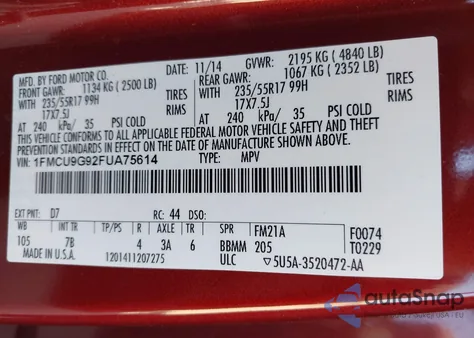 MFD. BY FORD MOTOR CO. 11/14 GVWR: 2195 KG ( 4840 LB)
FRONT GAWR: 1134 KG ( 2500 LB) REAR GAWR: 1067 KG ( 2352 LB)
WITH 235/55R17 99H TIRES WITH 235/55R17 99H TIRES
17X7.5J RIMS 17X7.5J RIMS
AT 240 kPa/ 35 PSI COLD AT 240 kPa/ 35 PSI COLD
THIS VEHICLE CONFORMS TO ALL APPLICABLE FEDERAL MOTOR VEHICLE SAFETY AND BUMPER
STANDARDS AND THEFT PREVENTION STANDARDS IN EFFECT ON THE DATE OF MANUFACTURE SHOWN ABOVE.
VIN: 1FMCU9G92FUA75614 TYPE: MPV
EXT PNT: D7 RC: 44 DSO:
WB TP/PS R AXLE TR SPR FM21A F0074
105 7B 4 3A 6 BBMM 205 T0229
MADE IN U.S.A. 1201411207275 ULC ▽5U5A-3520472-AA
autoSnap